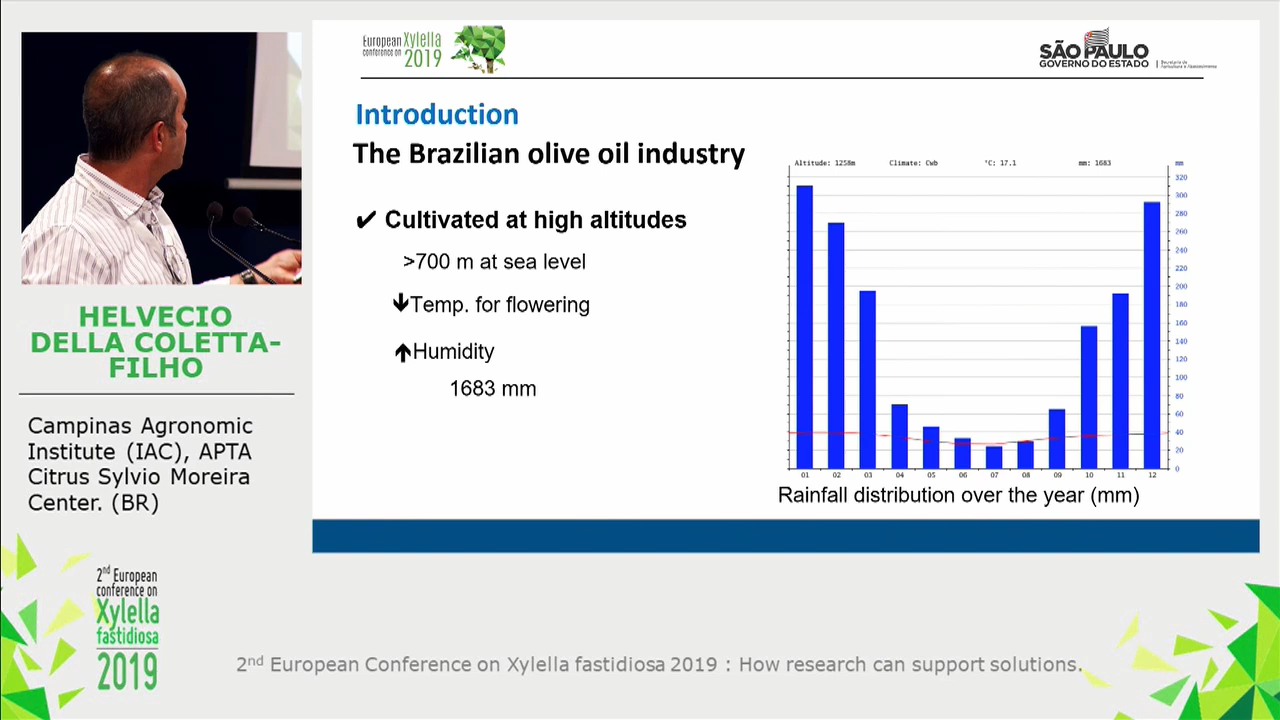 European
conference on
Xylella
2019
SÃO PAULO
GOVERNO DO ESTADO
Introduction
The Brazilian olive oil industry
✔ Cultivated at high altitudes
>700 m at sea level
↓Temp. for flowering
↑Humidity
1683 mm
Altitude: 1258m Climate: Cwb °C: 17.1 mm: 1683
mm
320
300
280
260
240
220
200
180
160
140
120
100
80
60
40
20
0
01 02 03 04 05 06 07 08 09 10 11 12
Rainfall distribution over the year (mm)
HELVECIO
DELLA COLETTA-
FILHO
Campinas Agronomic
Institute (IAC), APTA
Citrus Sylvio Moreira
Center. (BR)
2nd European
conference on
Xylella
fastidiosa
2019
2nd European Conference on Xylella fastidiosa 2019 : How research can support solutions.